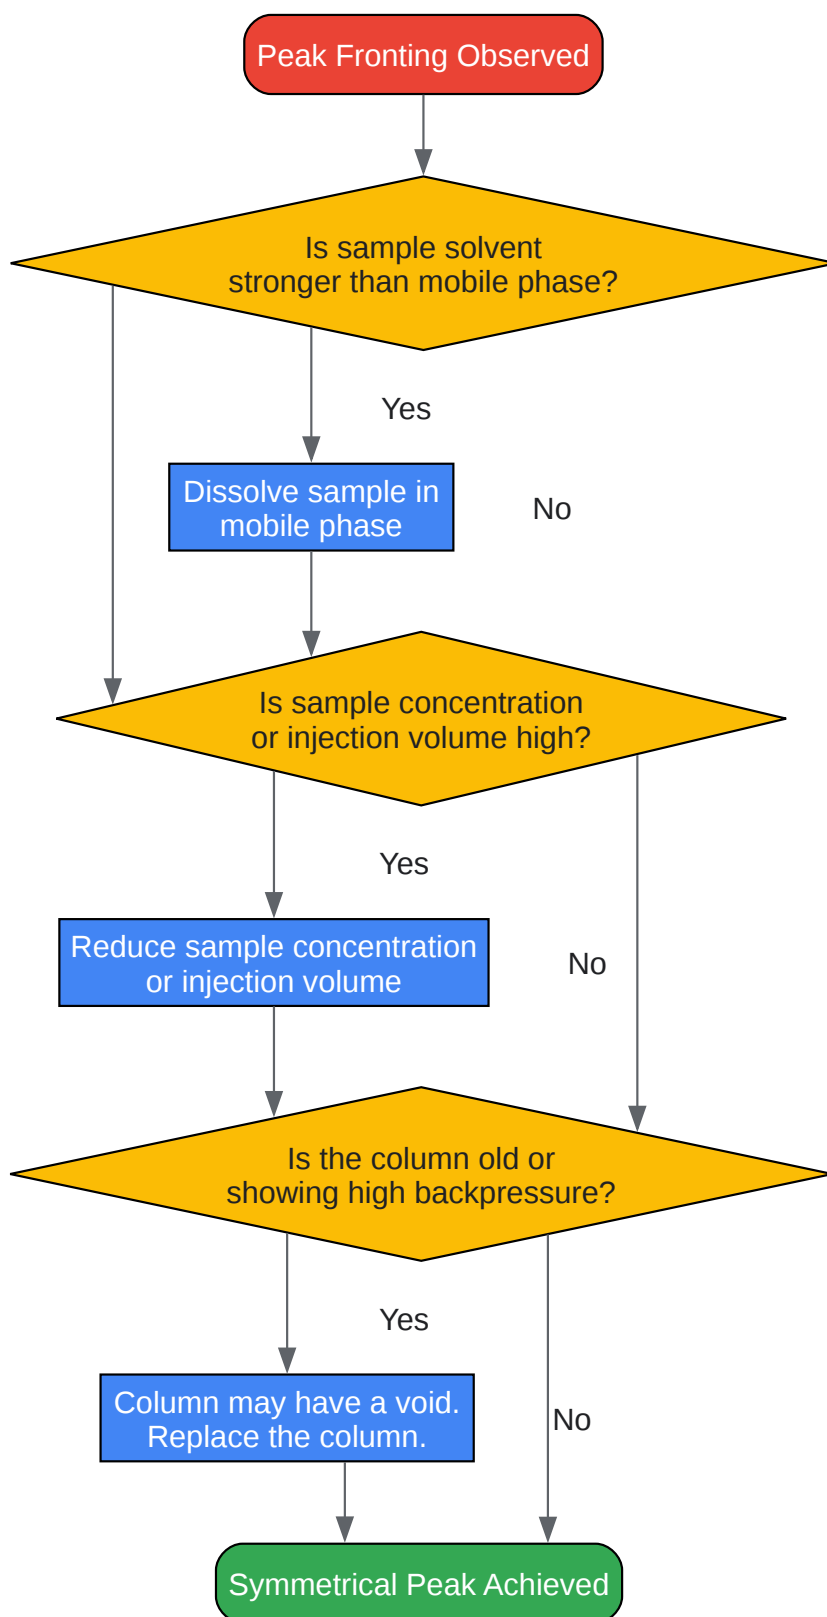 Peak Fronting Observed
Is sample solvent
stronger than mobile phase?
Yes
Dissolve sample in
mobile phase
No
Is sample concentration
or injection volume high?
Yes
Reduce sample concentration
or injection volume
No
Is the column old or
showing high backpressure?
Yes
Column may have a void.
Replace the column.
No
Symmetrical Peak Achieved